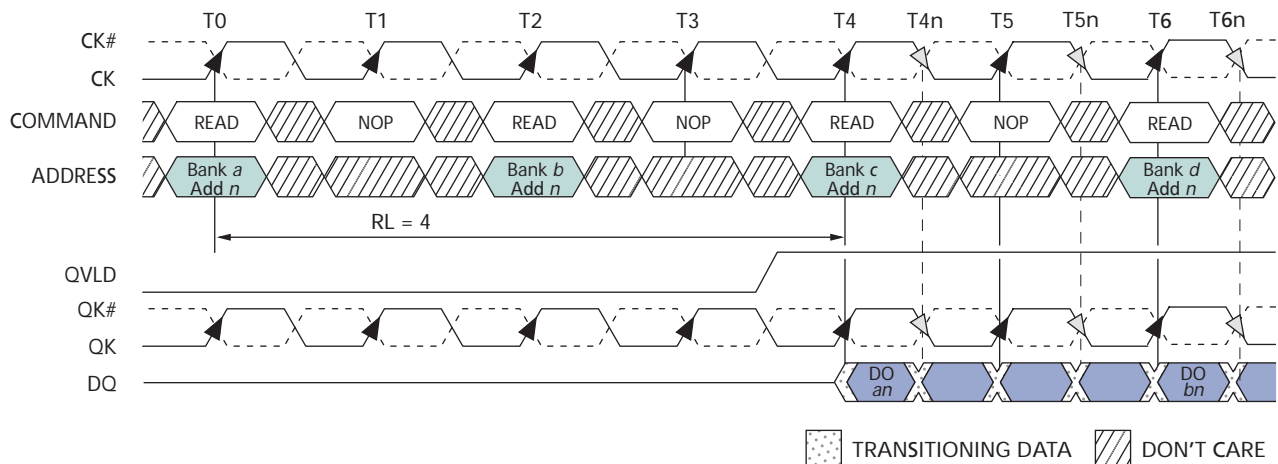 T0 T1 T2 T3 T4 T4n T5 T5n T6 T6n
CK#
CK
COMMAND READ NOP READ NOP READ NOP READ
ADDRESS Bank a Add n Bank b Add n Bank c Add n Bank d Add n
RL = 4
QVLD
QK#
QK
DQ DO an DO bn
TRANSITIONING DATA DON'T CARE